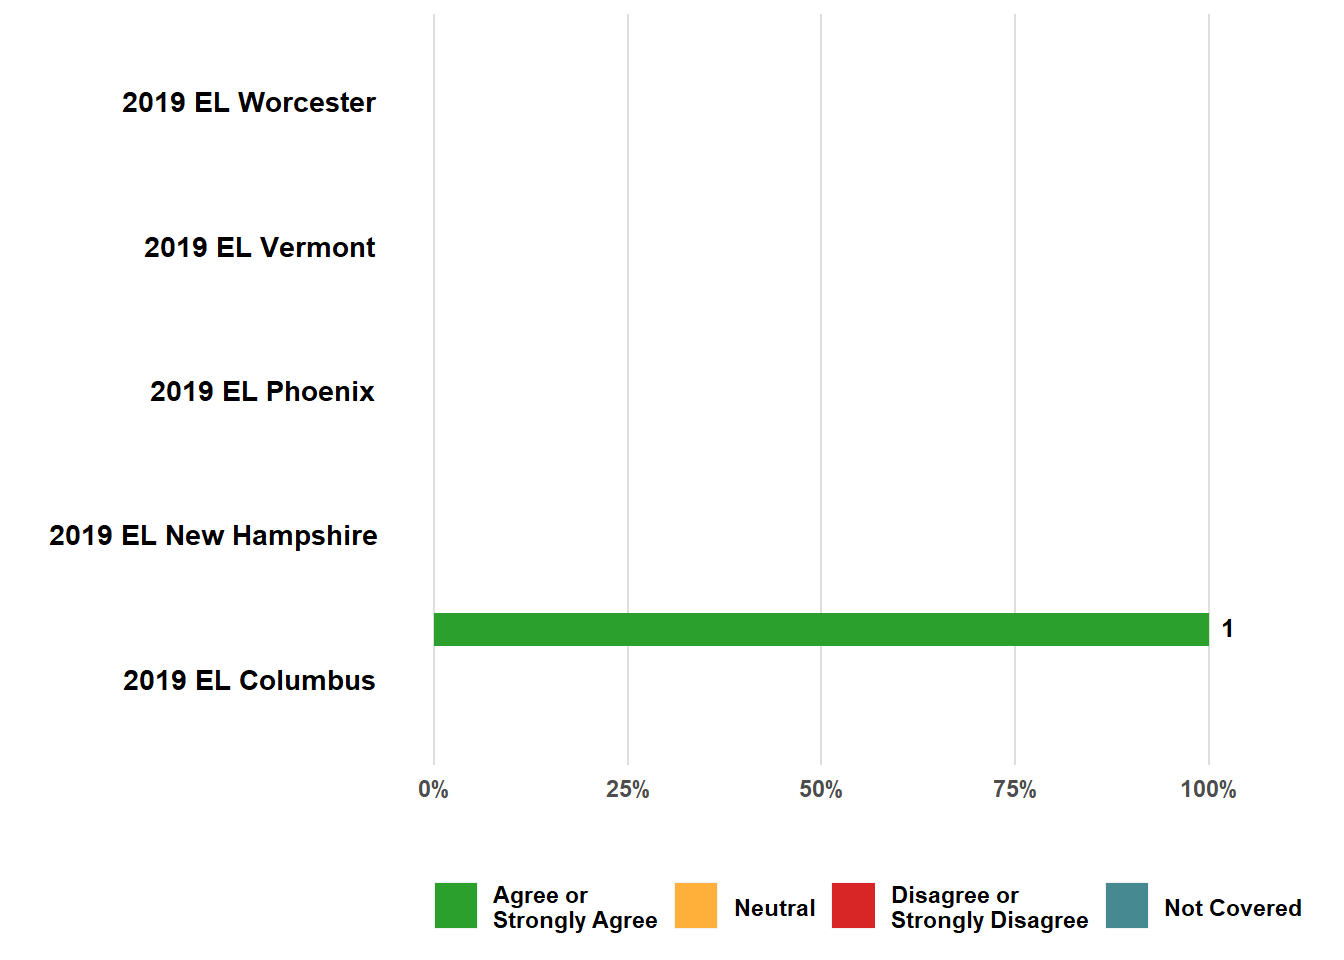 2019 EL Worcester
2019 EL Vermont
2019 EL Phoenix
2019 EL New Hampshire
1
2019 EL Columbus
0% 25% 50% 75% 100%
Agree or
Strongly Agree
Neutral
Disagree or
Strongly Disagree
Not Covered